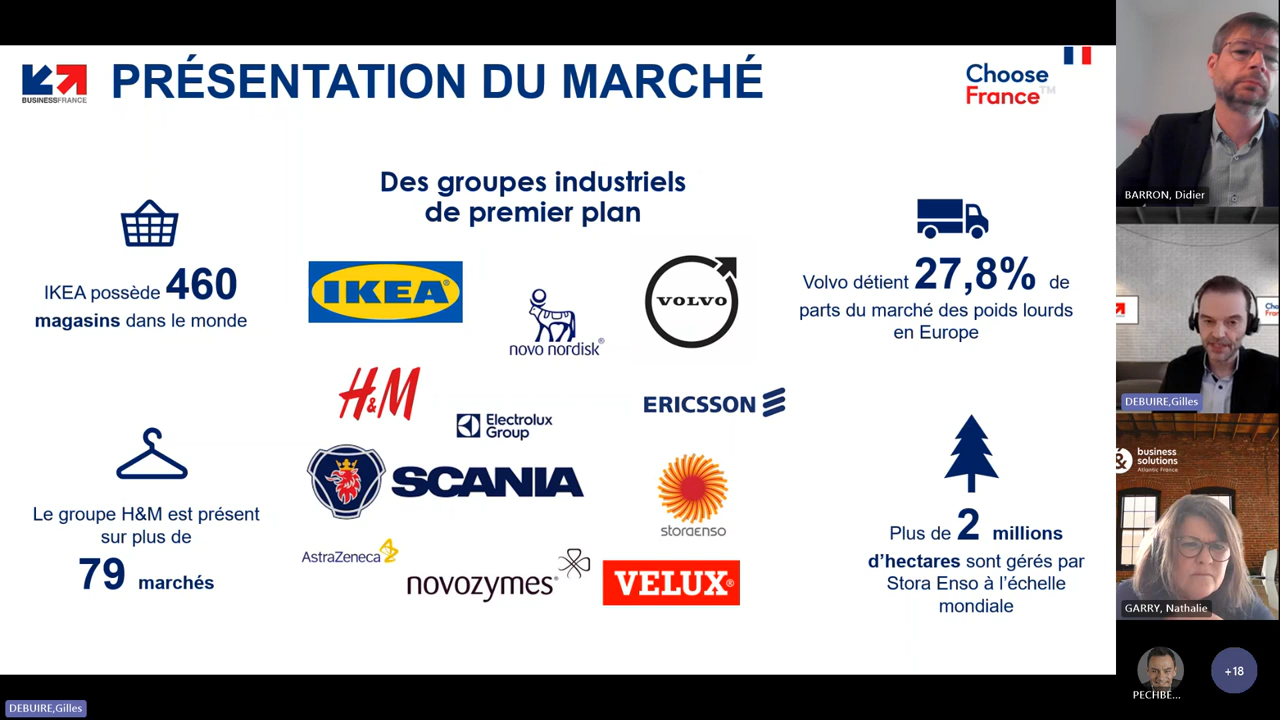 PRÉSENTATION DU MARCHÉ
BUSINESSFRANCE
Choose
France™
Des groupes industriels
de premier plan
IKEA possède 460
magasins dans le monde
IKEA®
novo nordisk®
VOLVO
Volvo détient 27,8% de
parts du marché des poids lourds
en Europe
H&M
Electrolux
Group
ERICSSON
SCANIA
storaenso
Le groupe H&M est présent
sur plus de
79 marchés
AstraZeneca
novozymes®
VELUX®
Plus de 2 millions
d'hectares sont gérés par
Stora Enso à l'échelle
mondiale
BARRON, Didier
DEBUIRE,Gilles
& business
solutions
Atlantic France
GARRY, Nathalie
PECHBE...
+18
DEBUIRE,Gilles